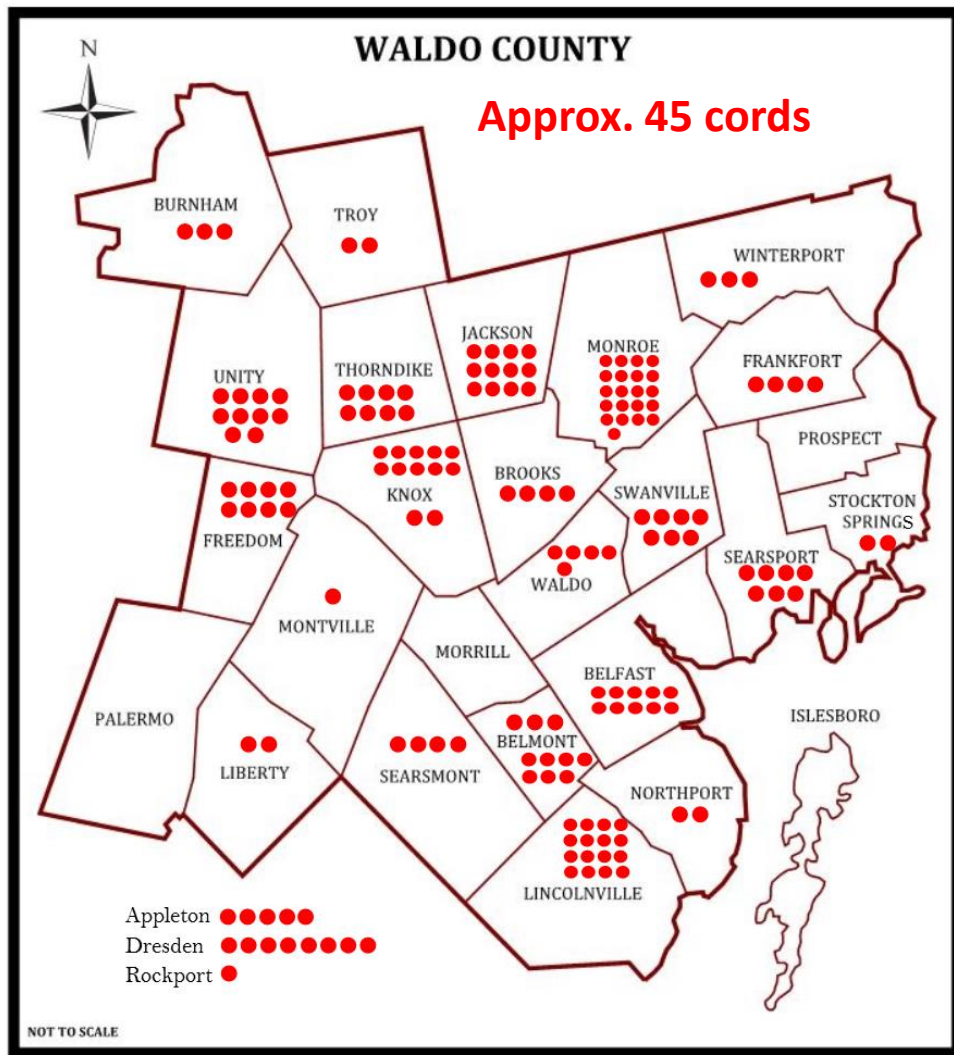 WALDO COUNTY
N
Approx. 45 cords
BURNHAM
TROY
WINTERPORT
JACKSON
MONROE
FRANKFORT
UNITY
THORNDIKE
PROSPECT
KNOX
BROOKS
SWANVILLE
STOCKTON
SPRINGS
FREEDOM
WALDO
SEARSPORT
MONTVILLE
MORRILL
BELFAST
PALERMO
ISLESBORO
LIBERTY
SEARSMONT
BELMONT
NORTHPORT
LINCOLNVILLE
Appleton
Dresden
Rockport
NOT TO SCALE